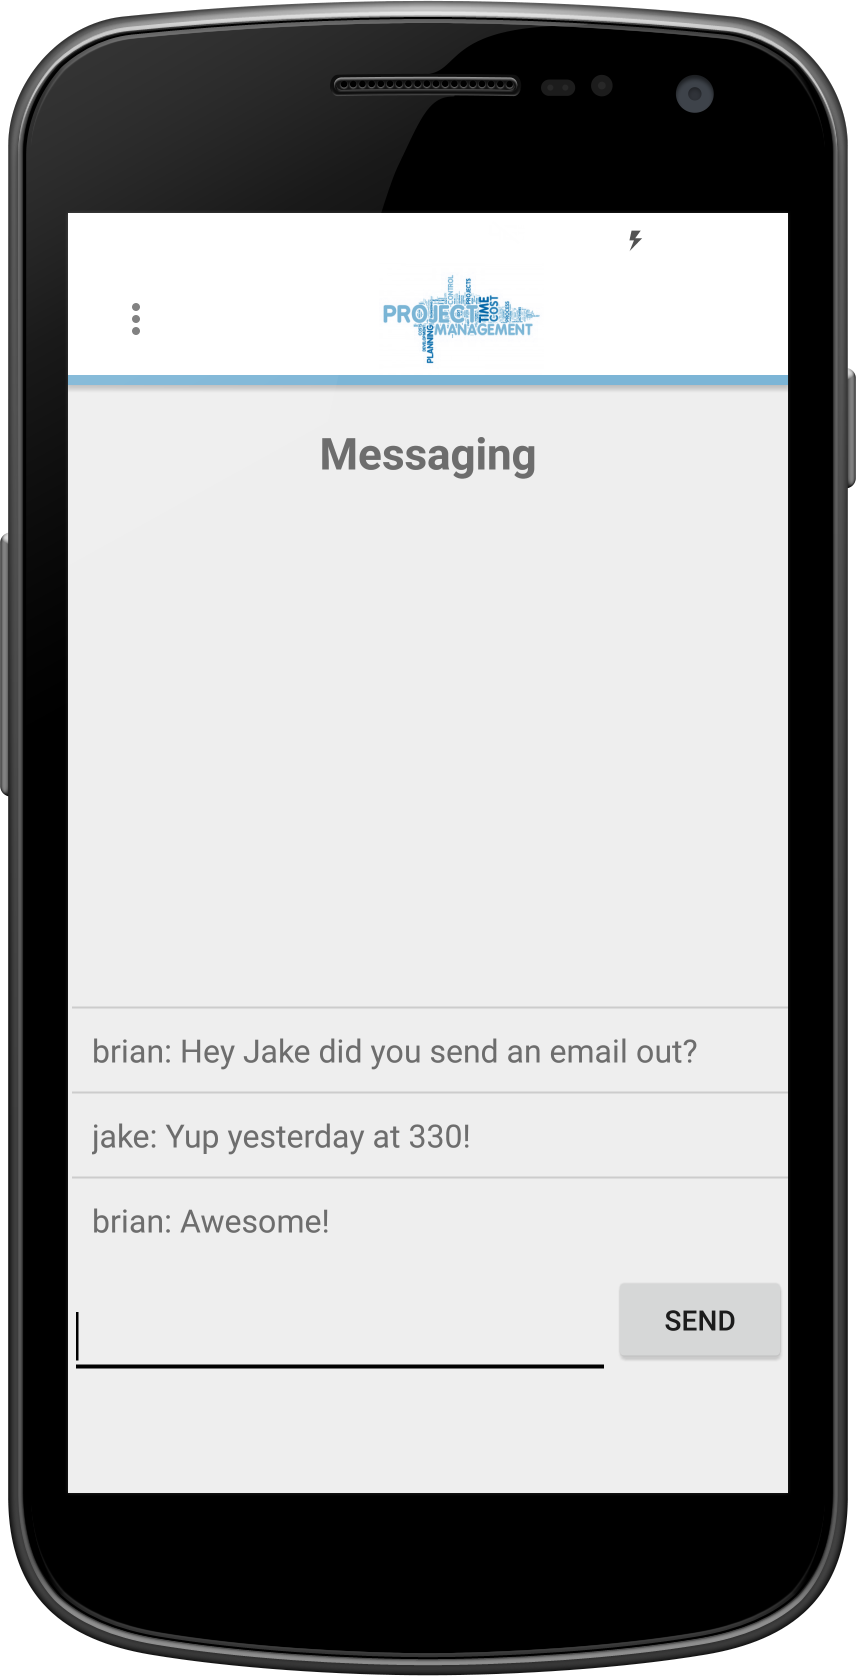 CONTROL
PROJECTS
PROJECT
TIME
COST
MANAGEMENT
PLANNING
DEVELOPMENT
Messaging
brian: Hey Jake did you send an email out?
jake: Yup yesterday at 330!
brian: Awesome!
SEND